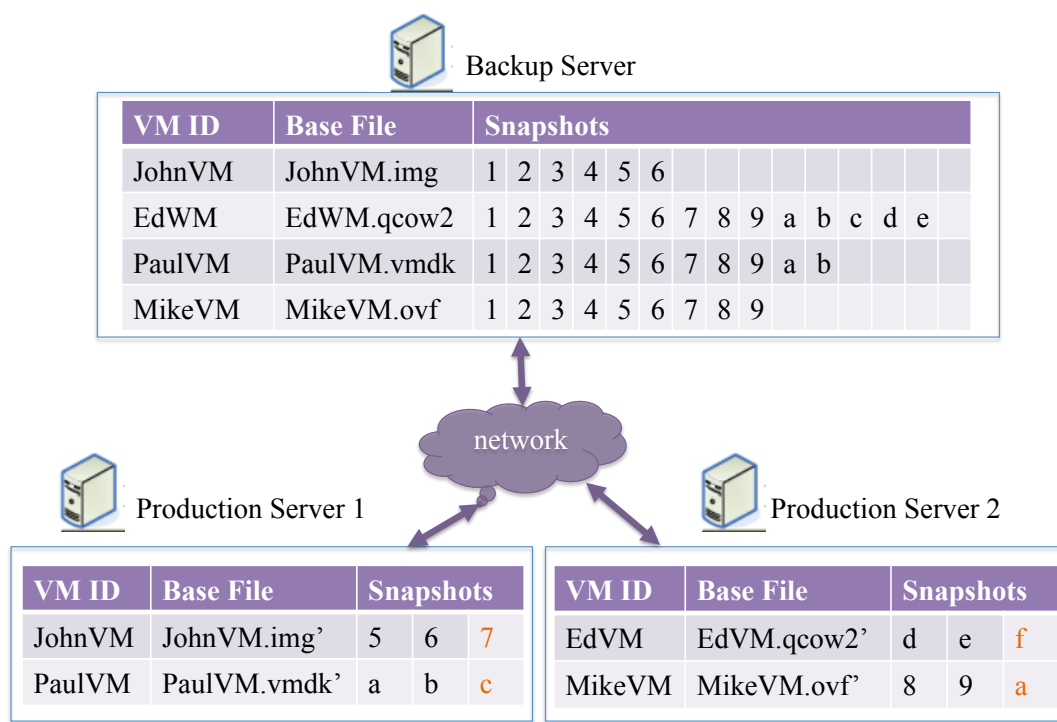 Backup Server
VM ID Base File Snapshots
JohnVM JohnVM.img 1 2 3 4 5 6
EdWM EdWM.qcow2 1 2 3 4 5 6 7 8 9 a b c d e
PaulVM PaulVM.vmdk 1 2 3 4 5 6 7 8 9 a b
MikeVM MikeVM.ovf 1 2 3 4 5 6 7 8 9
network
Production Server 1
VM ID Base File Snapshots
JohnVM JohnVM.img’ 5 6 7
PaulVM PaulVM.vmdk’ a b c
Production Server 2
VM ID Base File Snapshots
EdVM EdVM.qcow2’ d e f
MikeVM MikeVM.ovf’ 8 9 a